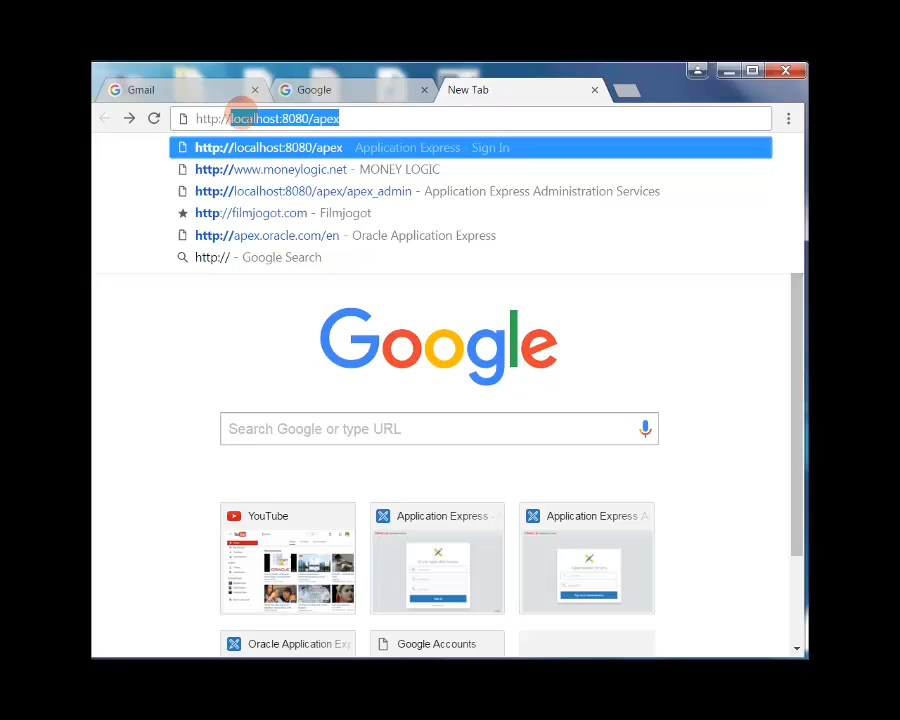 Gmail
Google
New Tab
http://localhost:8080/apex
http://localhost:8080/apex Application Express - Sign In
http://www.moneylogic.net - MONEY LOGIC
http://localhost:8080/apex/apex_admin - Application Express Administration Services
http://filmjogot.com - Filmjogot
http://apex.oracle.com/en - Oracle Application Express
http:// - Google Search
Google
Search Google or type URL
YouTube
Application Express -
Application Express A
Oracle Application Exp
Google Accounts